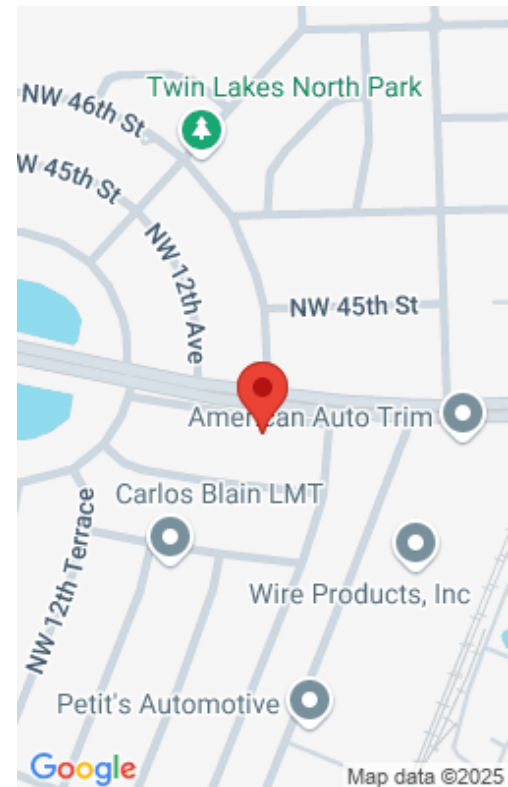 Twin Lakes North Park
NW 46th St
W 45th St
NW 12th Ave
NW 45th St
American Auto Trim
Carlos Blain LMT
NW 12th Terrace
Wire Products, Inc
Petit's Automotive
Google
Map data ©2025